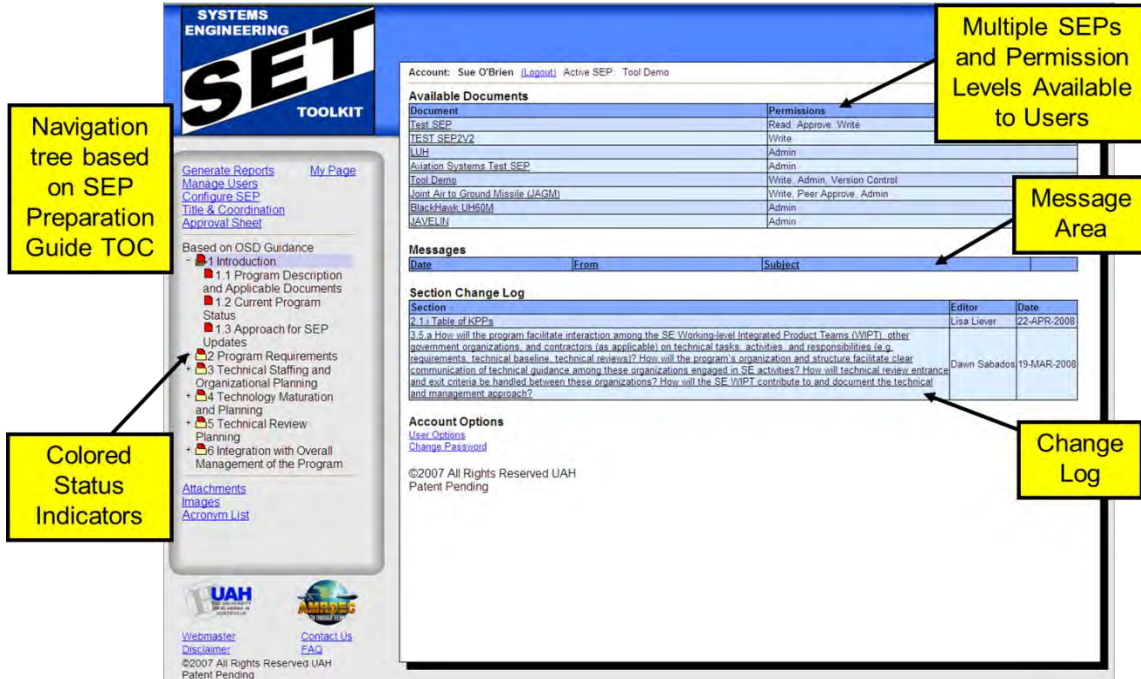 SYSTEMS
ENGINEERING
SET
TOOLKIT
Multiple SEPs
and Permission
Levels Available
to Users
Navigation
tree based
on SEP
Preparation
Guide TOC
Message
Area
Colored
Status
Indicators
Change
Log
Generate Reports My Page
Manage Users
Configure SEP
Title & Coordination
Approval Sheet
Based on OSD Guidance
- 1 Introduction
1.1 Program Description
and Applicable Documents
1.2 Current Program
Status
1.3 Approach for SEP
Updates
+ 2 Program Requirements
+ 3 Technical Staffing and
Organizational Planning
+ 4 Technology Maturation
and Planning
+ 5 Technical Review
Planning
+ 6 Integration with Overall
Management of the Program
Attachments
Images
Acronym List
UAH
AMRDEC
Webmaster Contact Us
Disclaimer FAQ
©2007 All Rights Reserved UAH
Patent Pending
Account: Sue O'Brien (Logout) Active SEP: Tool Demo
Available Documents
Document Permissions
Test SEP Read, Approve, Write
TEST SEP2V2 Write
LUH Admin
Aviation Systems Test SEP Admin
Tool Demo Write, Admin, Version Control
Joint Air to Ground Missile (JAGM) Write, Peer Approve, Admin
BlackHawk UH60M Admin
JAVELIN Admin
Messages
Date From Subject
Section Change Log
Section Editor Date
2.1.i Table of KPPs Lisa Liever 22-APR-2008
3.5.a How will the program facilitate interaction among the SE Working-level Integrated Product Teams (WIPT), other
government organizations, and contractors (as applicable) on technical tasks, activities, and responsibilities (e.g.
requirements, technical baseline, technical reviews)? How will the program's organization and structure facilitate clear
communication of technical guidance among these organizations engaged in SE activities? How will technical review entrance
and exit criteria be handled between these organizations? How will the SE WIPT contribute to and document the technical
and management approach?
Dawn Sabados 19-MAR-2008
Account Options
User Options
Change Password
©2007 All Rights Reserved UAH
Patent Pending